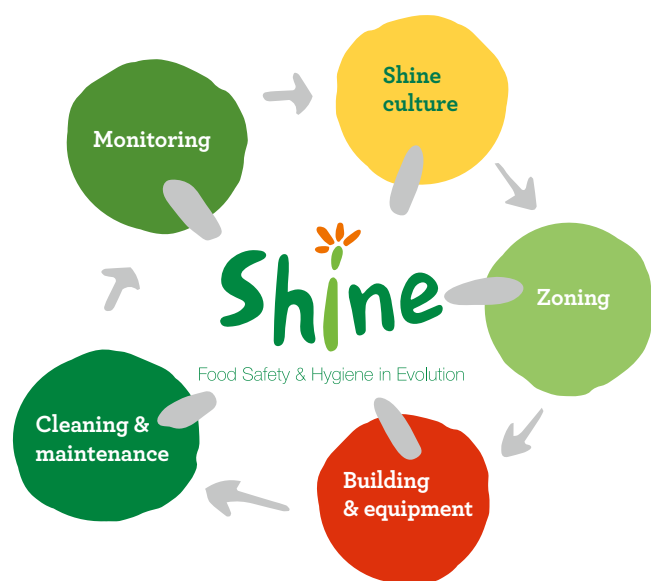 Shine
culture
Monitoring
Zoning
Shine
Food Safety & Hygiene in Evolution
Cleaning &
maintenance
Building
& equipment